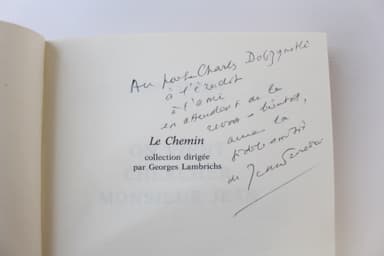 Au poète Charles Dobzynski
à l'érudit
à l'ami
en attendant de le
revoir bientôt,
avec la
fidèle amitié
de
Le Chemin
collection dirigée
par Georges Lambrichs